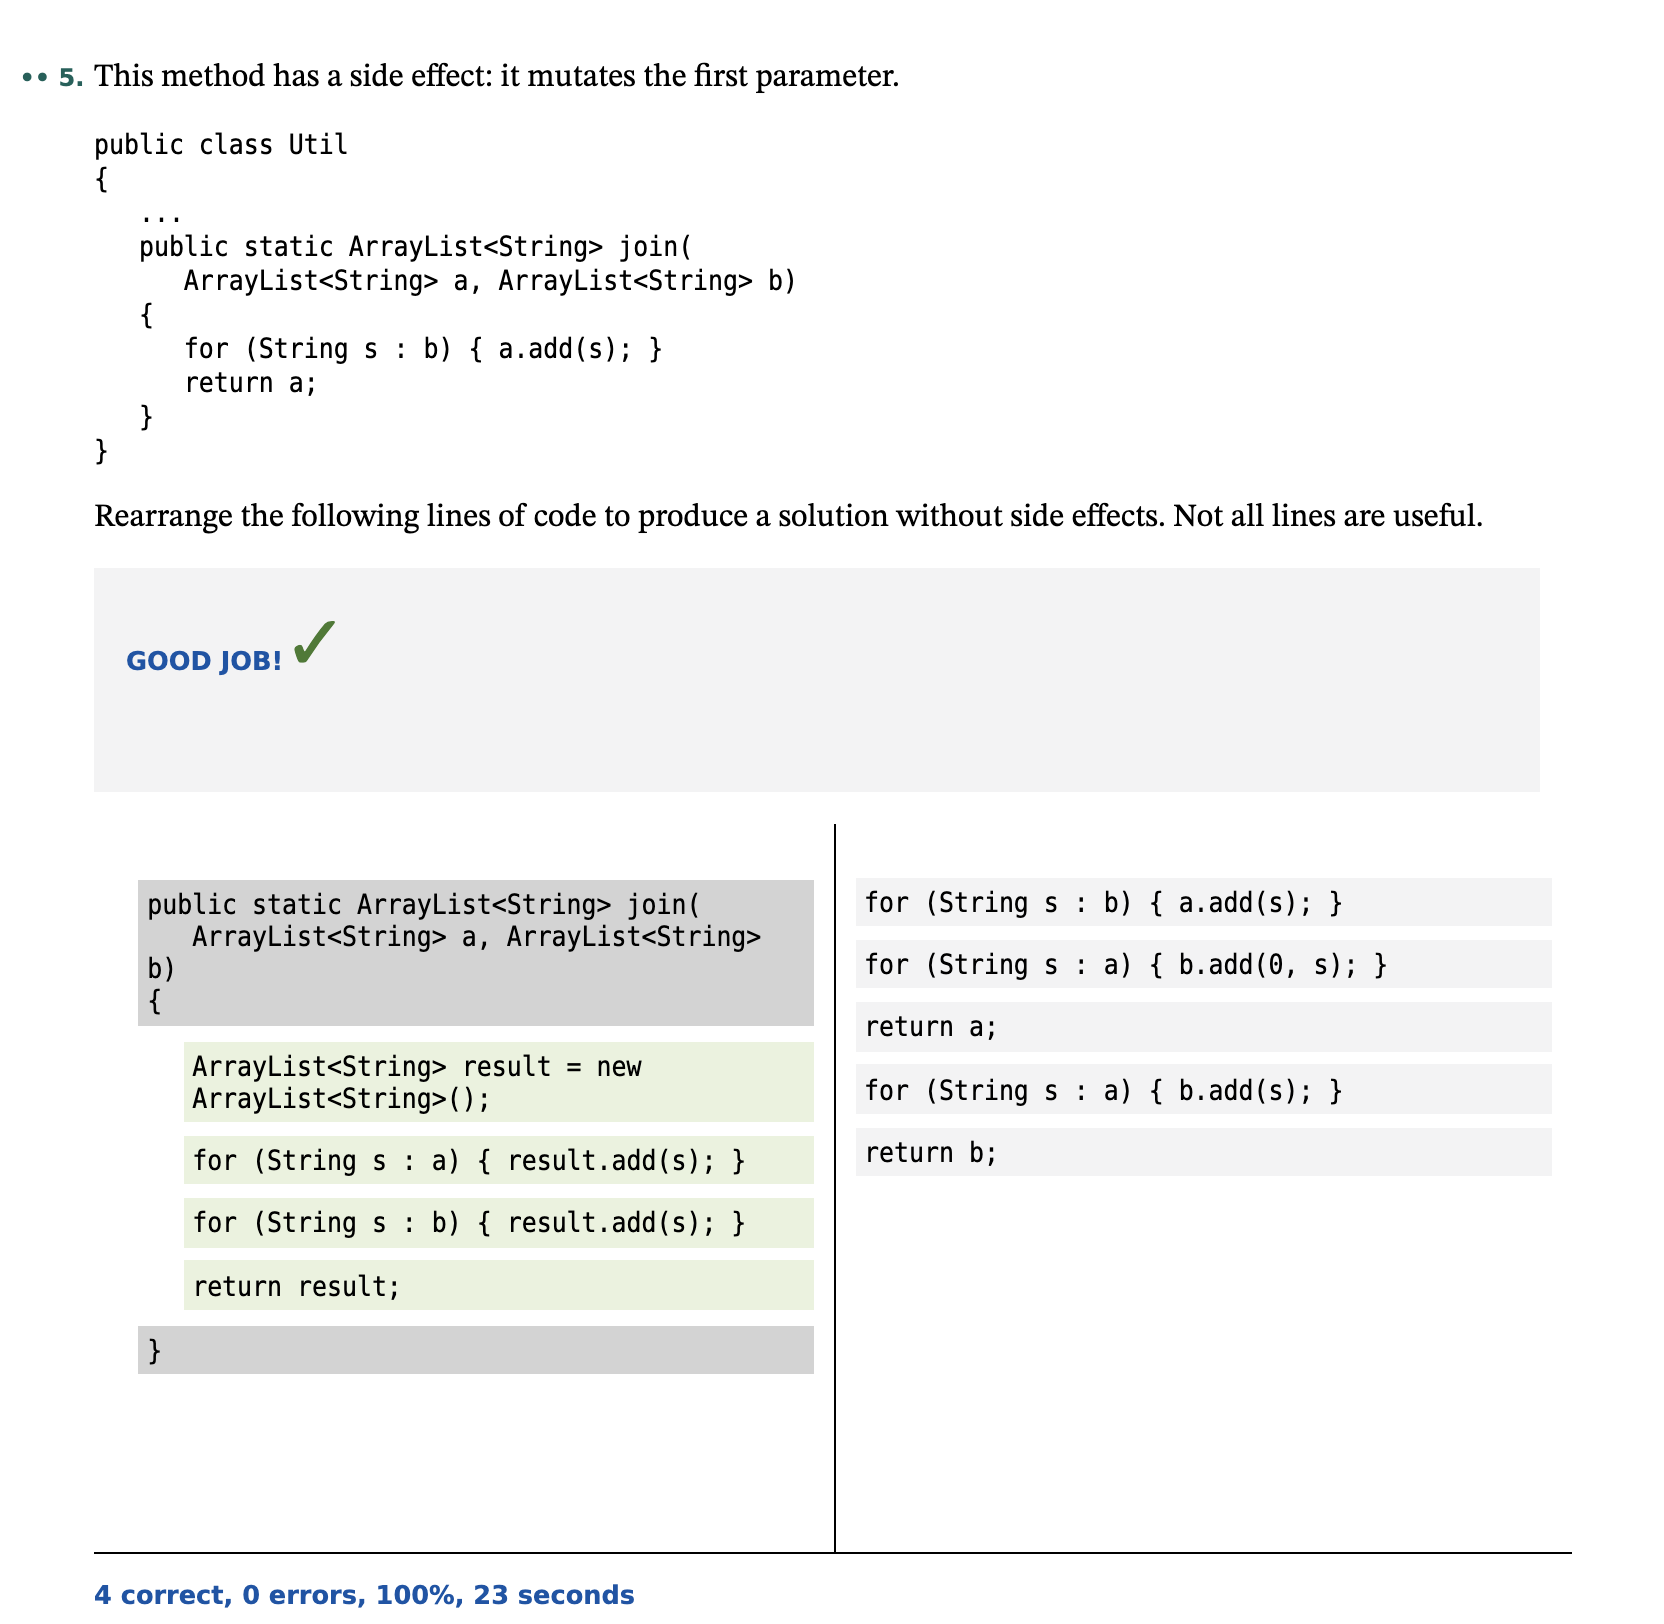 •• 5. This method has a side effect: it mutates the first parameter.
public class Util
{
   ...
   public static ArrayList<String> join(
      ArrayList<String> a, ArrayList<String> b)
   {
      for (String s : b) { a.add(s); }
      return a;
   }
}
Rearrange the following lines of code to produce a solution without side effects. Not all lines are useful.
GOOD JOB! ✓
public static ArrayList<String> join(
   ArrayList<String> a, ArrayList<String>
b)
{
ArrayList<String> result = new
ArrayList<String>();
for (String s : a) { result.add(s); }
for (String s : b) { result.add(s); }
return result;
}
for (String s : b) { a.add(s); }
for (String s : a) { b.add(0, s); }
return a;
for (String s : a) { b.add(s); }
return b;
4 correct, 0 errors, 100%, 23 seconds